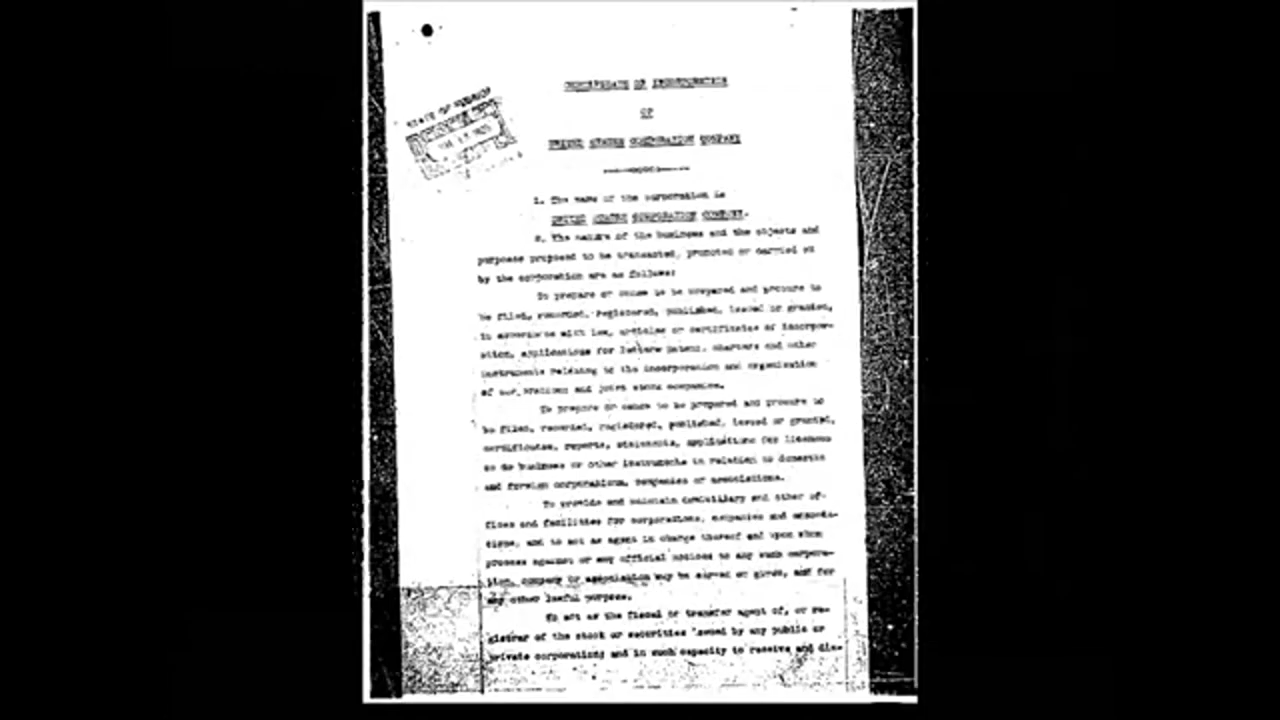 CERTIFICATE OF INCORPORATION
OF
UNITED STATES CORPORATION COMPANY
STATE OF
1. The name of the corporation is
UNITED STATES CORPORATION COMPANY.
2. The nature of the business and the objects and
purposes proposed to be transacted, promoted or carried on
by the corporation are as follows:
To prepare or cause to be prepared and procure to
be filed, recorded, registered, published, issued or granted,
in accordance with law, articles or certificates of incorpor-
ation, applications for letters patent, charters and other
instruments relating to the incorporation and organization
of corporations and joint stock companies.
To prepare or cause to be prepared and procure to
be filed, recorded, registered, published, issued or granted,
certificates, reports, statements, applications for licenses
to do business or other instruments in relation to domestic
and foreign corporations, companies or associations.
To provide and maintain domiciliary and other of-
fices and facilities for corporations, companies and associa-
tions, and to act as agent in charge thereof and upon whom
process against or any official notices to any such corpora-
tion, company or association may be served or given, and for
any other lawful purpose.
To act as the fiscal or transfer agent of, or re-
gistrar of the stock or securities issued by any public or
private corporation; and in such capacity to receive and dis-